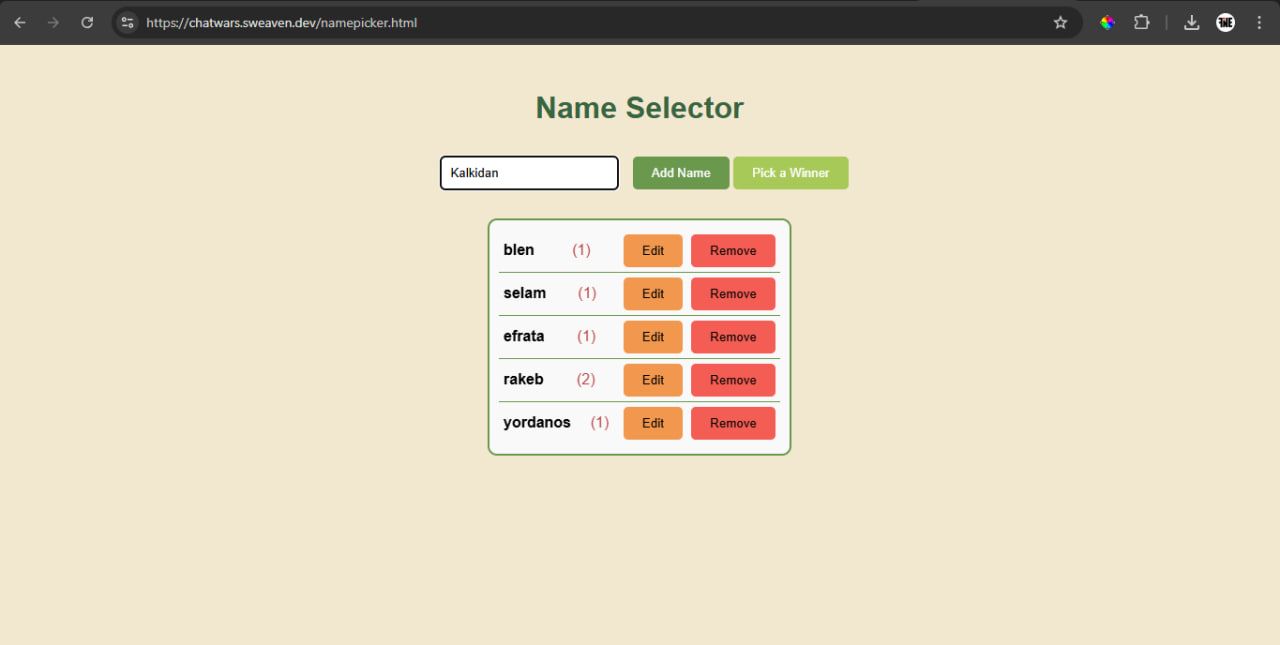 https://chatwars.sweaven.dev/namepicker.html
Name Selector
Kalkidan Add Name Pick a Winner
blen (1) Edit Remove
selam (1) Edit Remove
efrata (1) Edit Remove
rakeb (2) Edit Remove
yordanos (1) Edit Remove